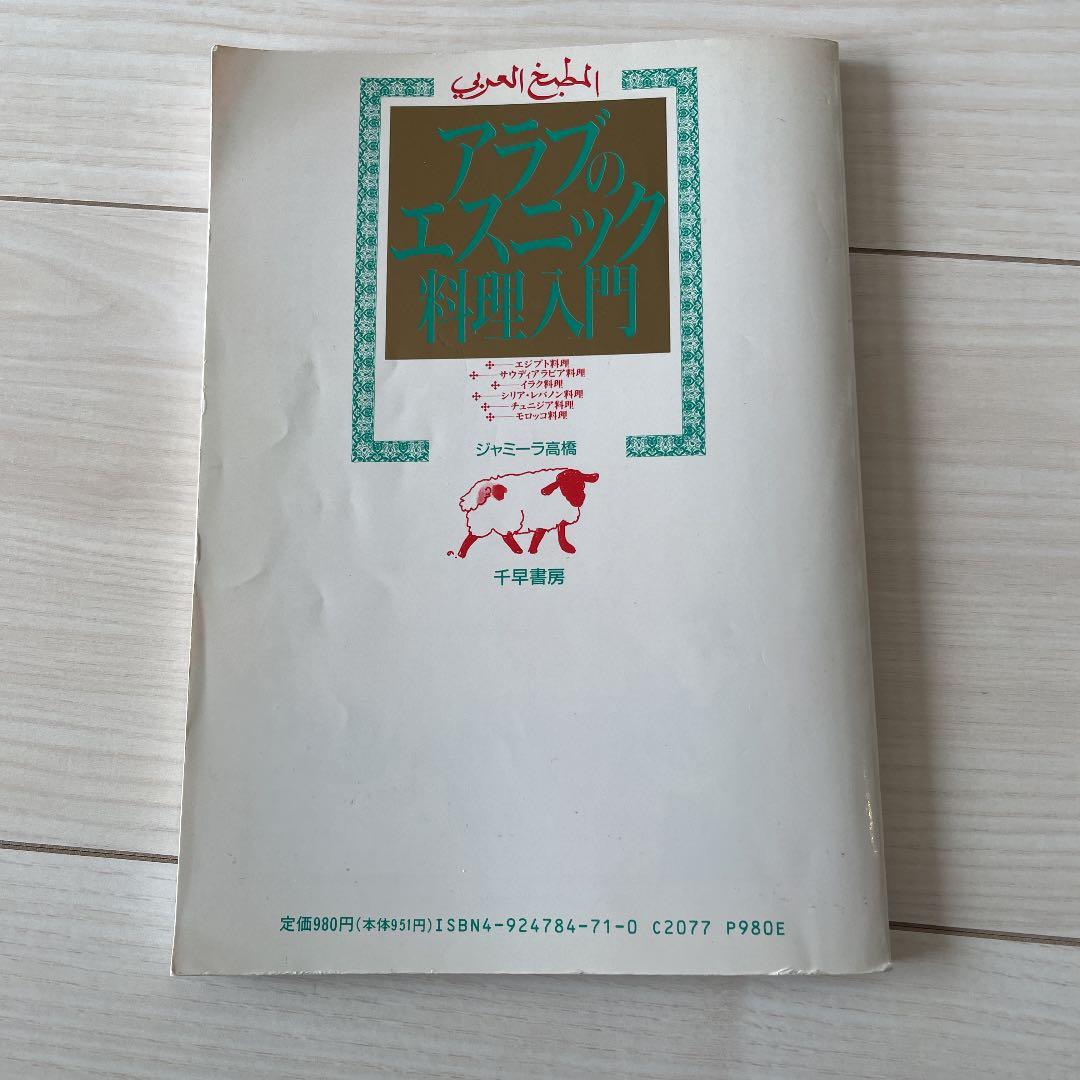 المطبخ العربي
アラブの
エスニック
料理入門
エジプト料理
サウディアラビア料理
イラク料理
シリア・レバノン料理
チュニジア料理
モロッコ料理
ジャミーラ高橋
千早書房
定価980円(本体951円)ISBN4-924784-71-0 C2077 P980E